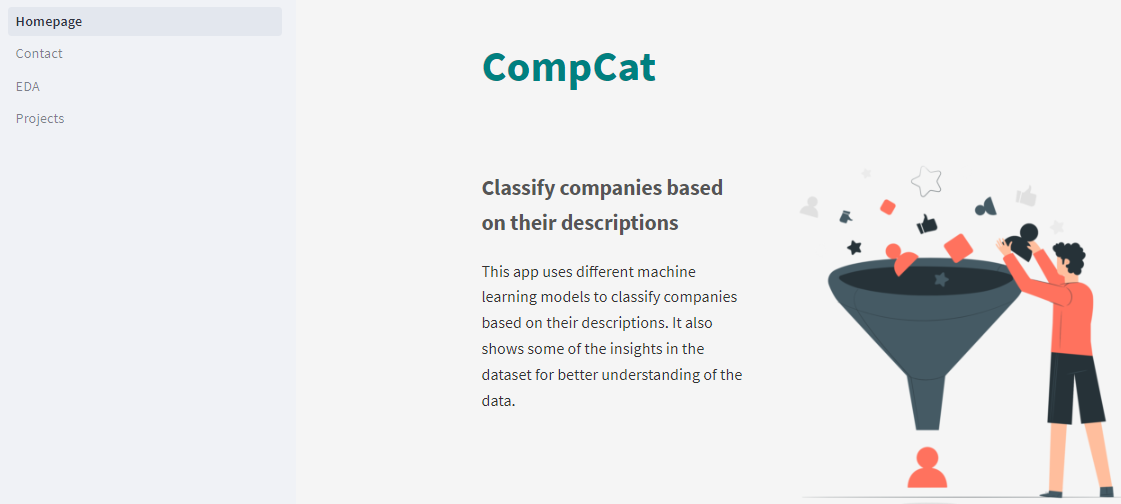 Homepage
Contact
EDA
Projects
CompCat
Classify companies based
on their descriptions
This app uses different machine
learning models to classify companies
based on their descriptions. It also
shows some of the insights in the
dataset for better understanding of the
data.